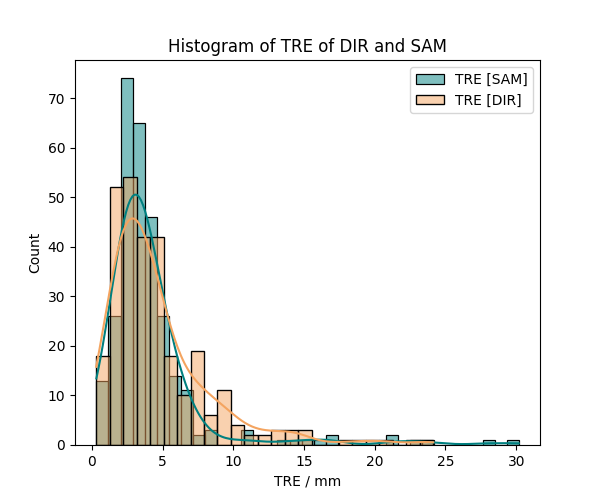 Histogram of TRE of DIR and SAM
TRE [SAM]
TRE [DIR]
Count
70
60
50
40
30
20
10
0
0 5 10 15 20 25 30
TRE / mm